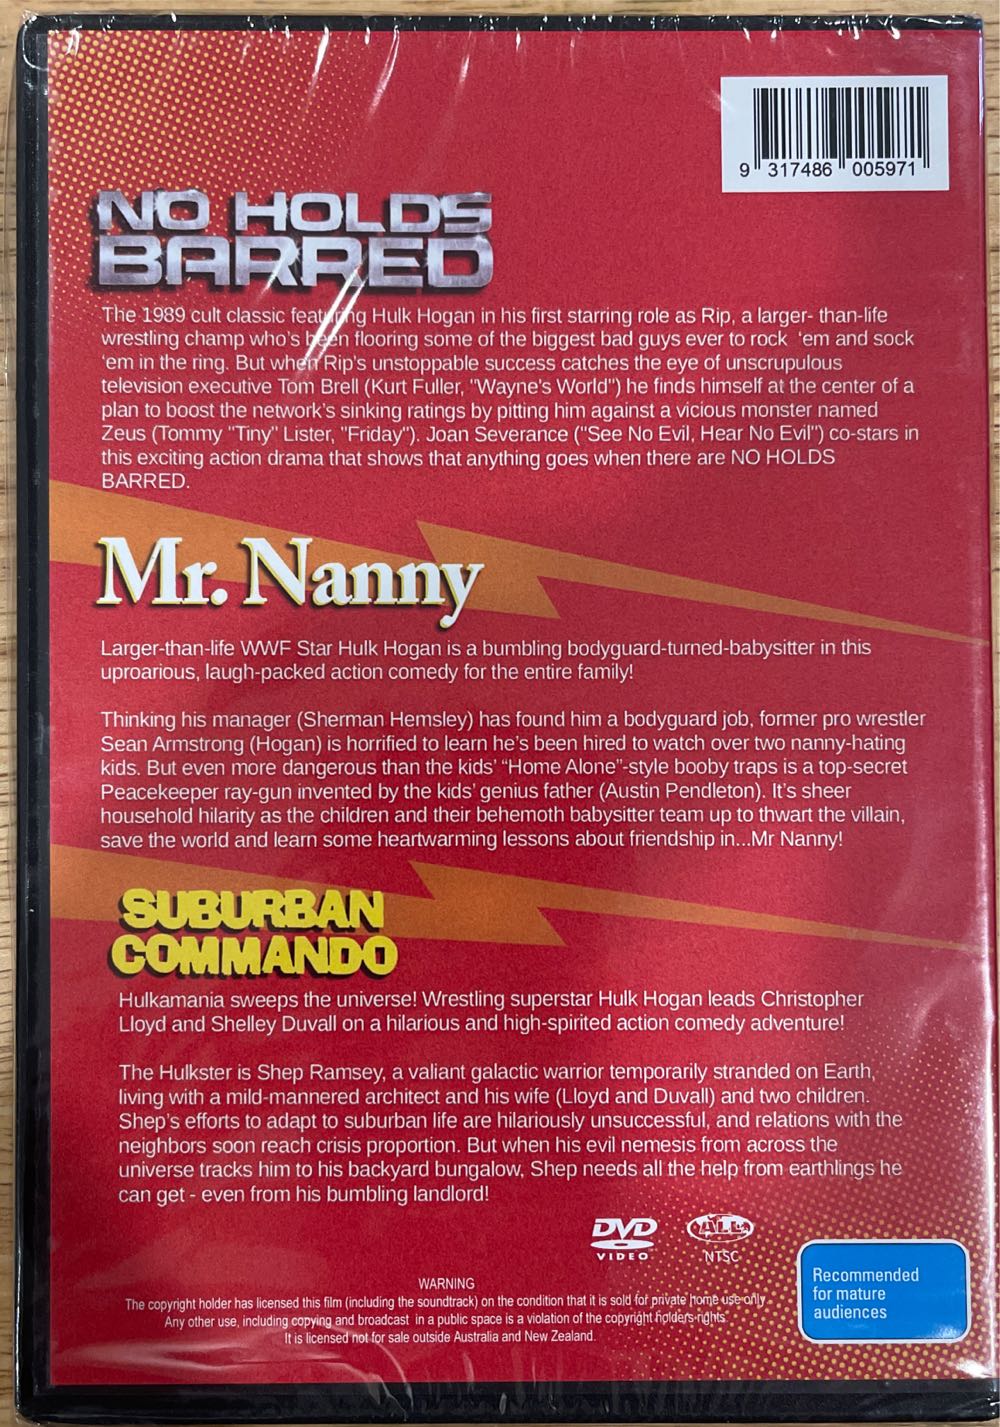 9 317486 005971
NO HOLDS
BARRED
The 1989 cult classic featuring Hulk Hogan in his first starring role as Rip, a larger- than-life
wrestling champ who's been flooring some of the biggest bad guys ever to rock 'em and sock
'em in the ring. But when Rip's unstoppable success catches the eye of unscrupulous
television executive Tom Brell (Kurt Fuller, "Wayne's World") he finds himself at the center of a
plan to boost the network's sinking ratings by pitting him against a vicious monster named
Zeus (Tommy "Tiny" Lister, "Friday"). Joan Severance ("See No Evil, Hear No Evil") co-stars in
this exciting action drama that shows that anything goes when there are NO HOLDS
BARRED.
Mr. Nanny
Larger-than-life WWF Star Hulk Hogan is a bumbling bodyguard-turned-babysitter in this
uproarious, laugh-packed action comedy for the entire family!
Thinking his manager (Sherman Hemsley) has found him a bodyguard job, former pro wrestler
Sean Armstrong (Hogan) is horrified to learn he's been hired to watch over two nanny-hating
kids. But even more dangerous than the kids' “Home Alone”-style booby traps is a top-secret
Peacekeeper ray-gun invented by the kids' genius father (Austin Pendleton). It's sheer
household hilarity as the children and their behemoth babysitter team up to thwart the villain,
save the world and learn some heartwarming lessons about friendship in...Mr Nanny!
SUBURBAN
COMMANDO
Hulkamania sweeps the universe! Wrestling superstar Hulk Hogan leads Christopher
Lloyd and Shelley Duvall on a hilarious and high-spirited action comedy adventure!
The Hulkster is Shep Ramsey, a valiant galactic warrior temporarily stranded on Earth,
living with a mild-mannered architect and his wife (Lloyd and Duvall) and two children.
Shep's efforts to adapt to suburban life are hilariously unsuccessful, and relations with the
neighbors soon reach crisis proportion. But when his evil nemesis from across the
universe tracks him to his backyard bungalow, Shep needs all the help from earthlings he
can get - even from his bumbling landlord!
DVD
VIDEO
ALL
NTSC
Recommended
for mature
audiences
WARNING
The copyright holder has licensed this film (including the soundtrack) on the condition that it is sold for private home use only.
Any other use, including copying and broadcast in a public space is a violation of the copyright holders rights
It is licensed not for sale outside Australia and New Zealand.